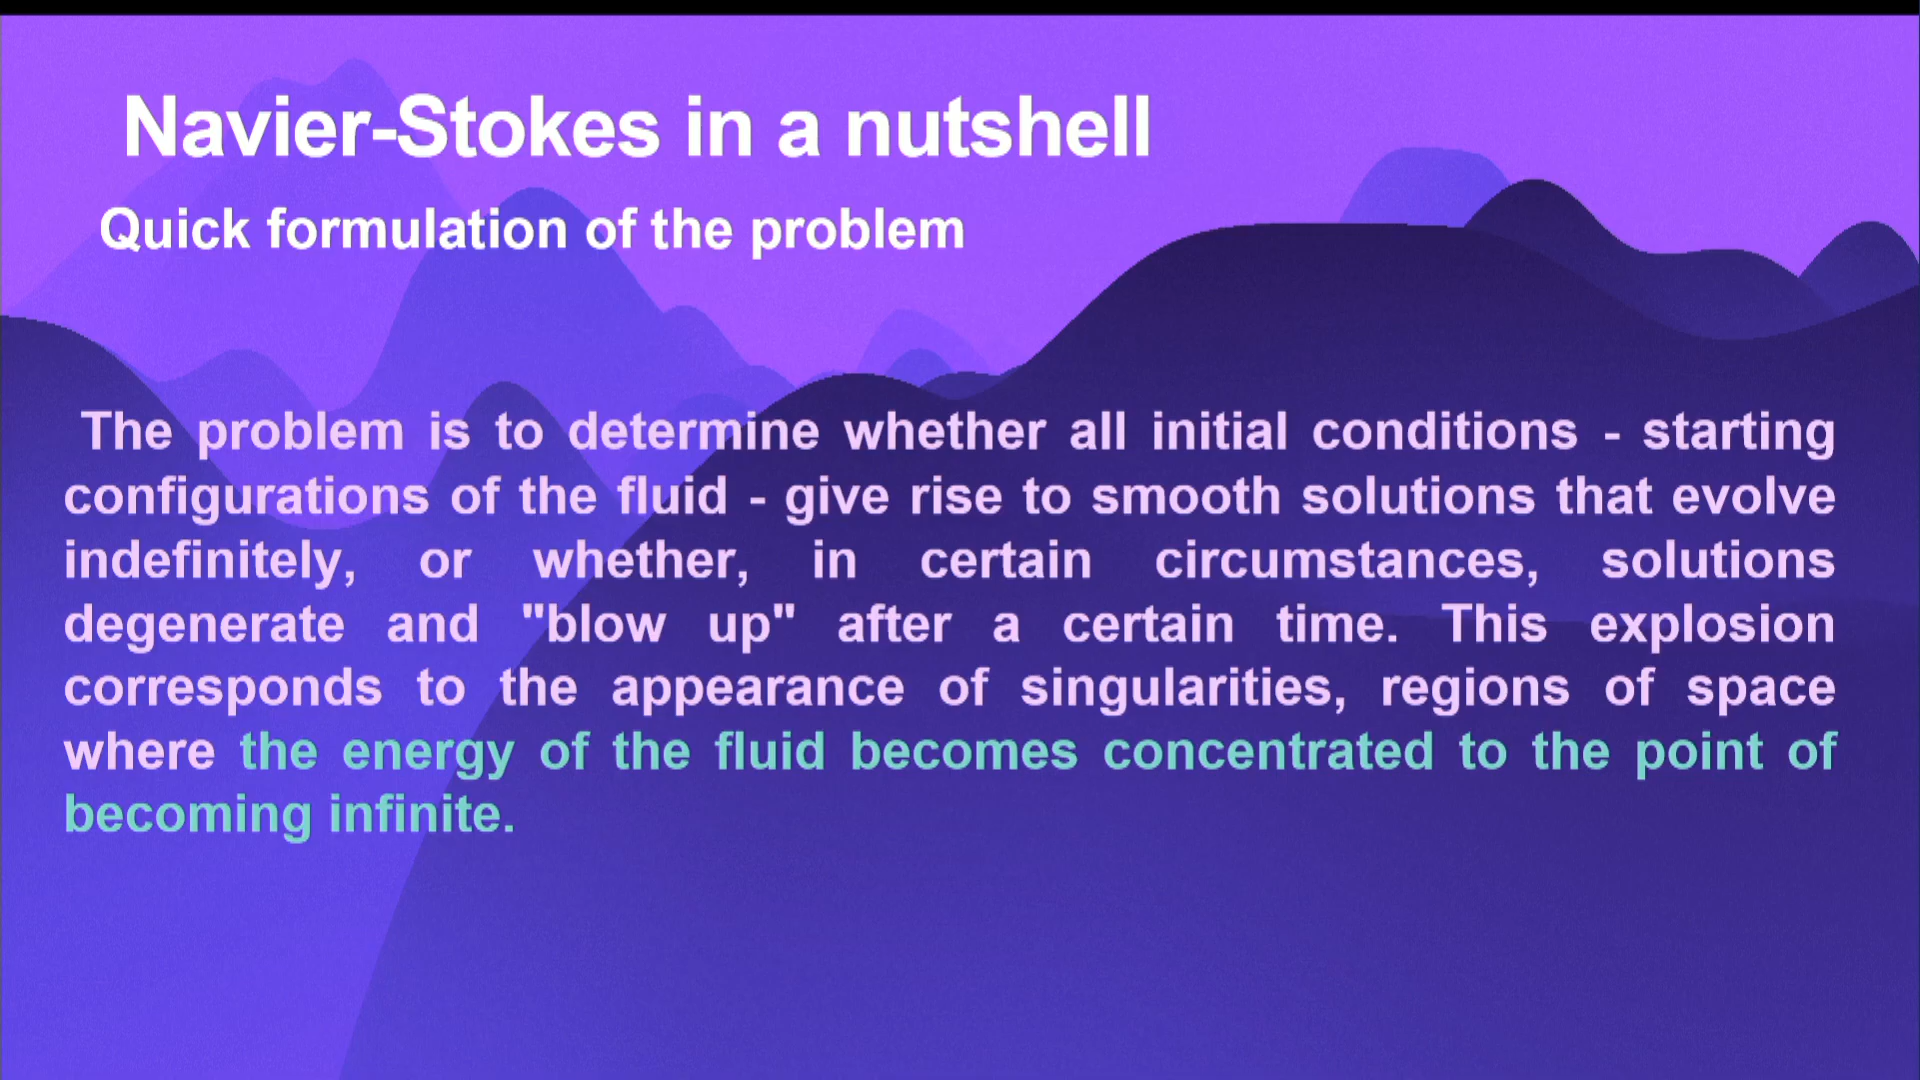 Navier-Stokes in a nutshell
Quick formulation of the problem
The problem is to determine whether all initial conditions - starting
configurations of the fluid - give rise to smooth solutions that evolve
indefinitely, or whether, in certain circumstances, solutions
degenerate and "blow up" after a certain time. This explosion
corresponds to the appearance of singularities, regions of space
where the energy of the fluid becomes concentrated to the point of
becoming infinite.